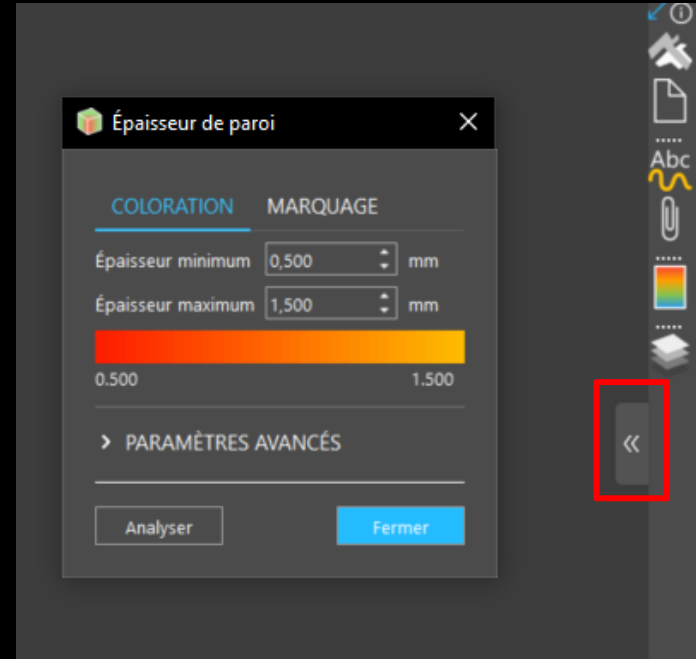 Épaisseur de paroi
COLORATION MARQUAGE
Épaisseur minimum 0,500 mm
Épaisseur maximum 1,500 mm
0.500 1.500
PARAMÈTRES AVANCÉS
Analyser Fermer
Abc